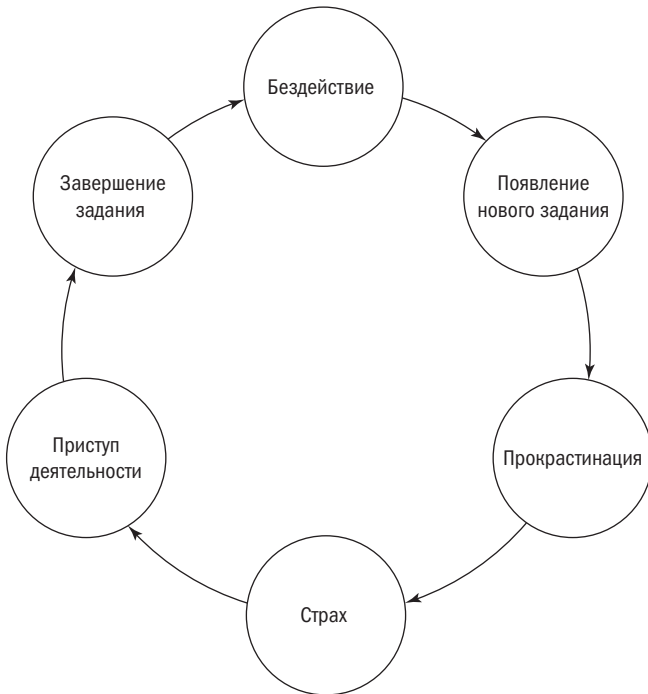 Бездействие
Появление
нового задания
Прокрастинация
Страх
Приступ
деятельности
Завершение
задания